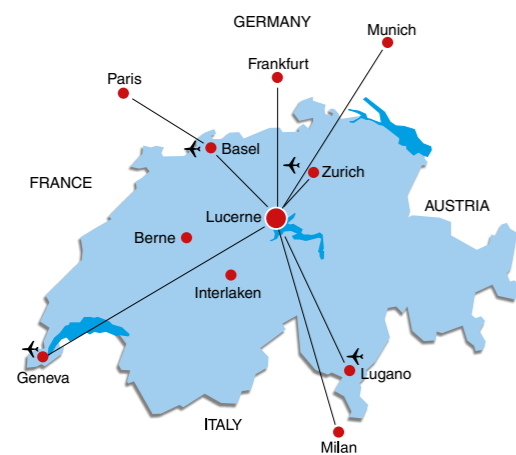 GERMANY
Munich
Frankfurt
Paris
Basel
Zurich
FRANCE
AUSTRIA
Lucerne
Berne
Interlaken
Geneva
Lugano
ITALY
Milan